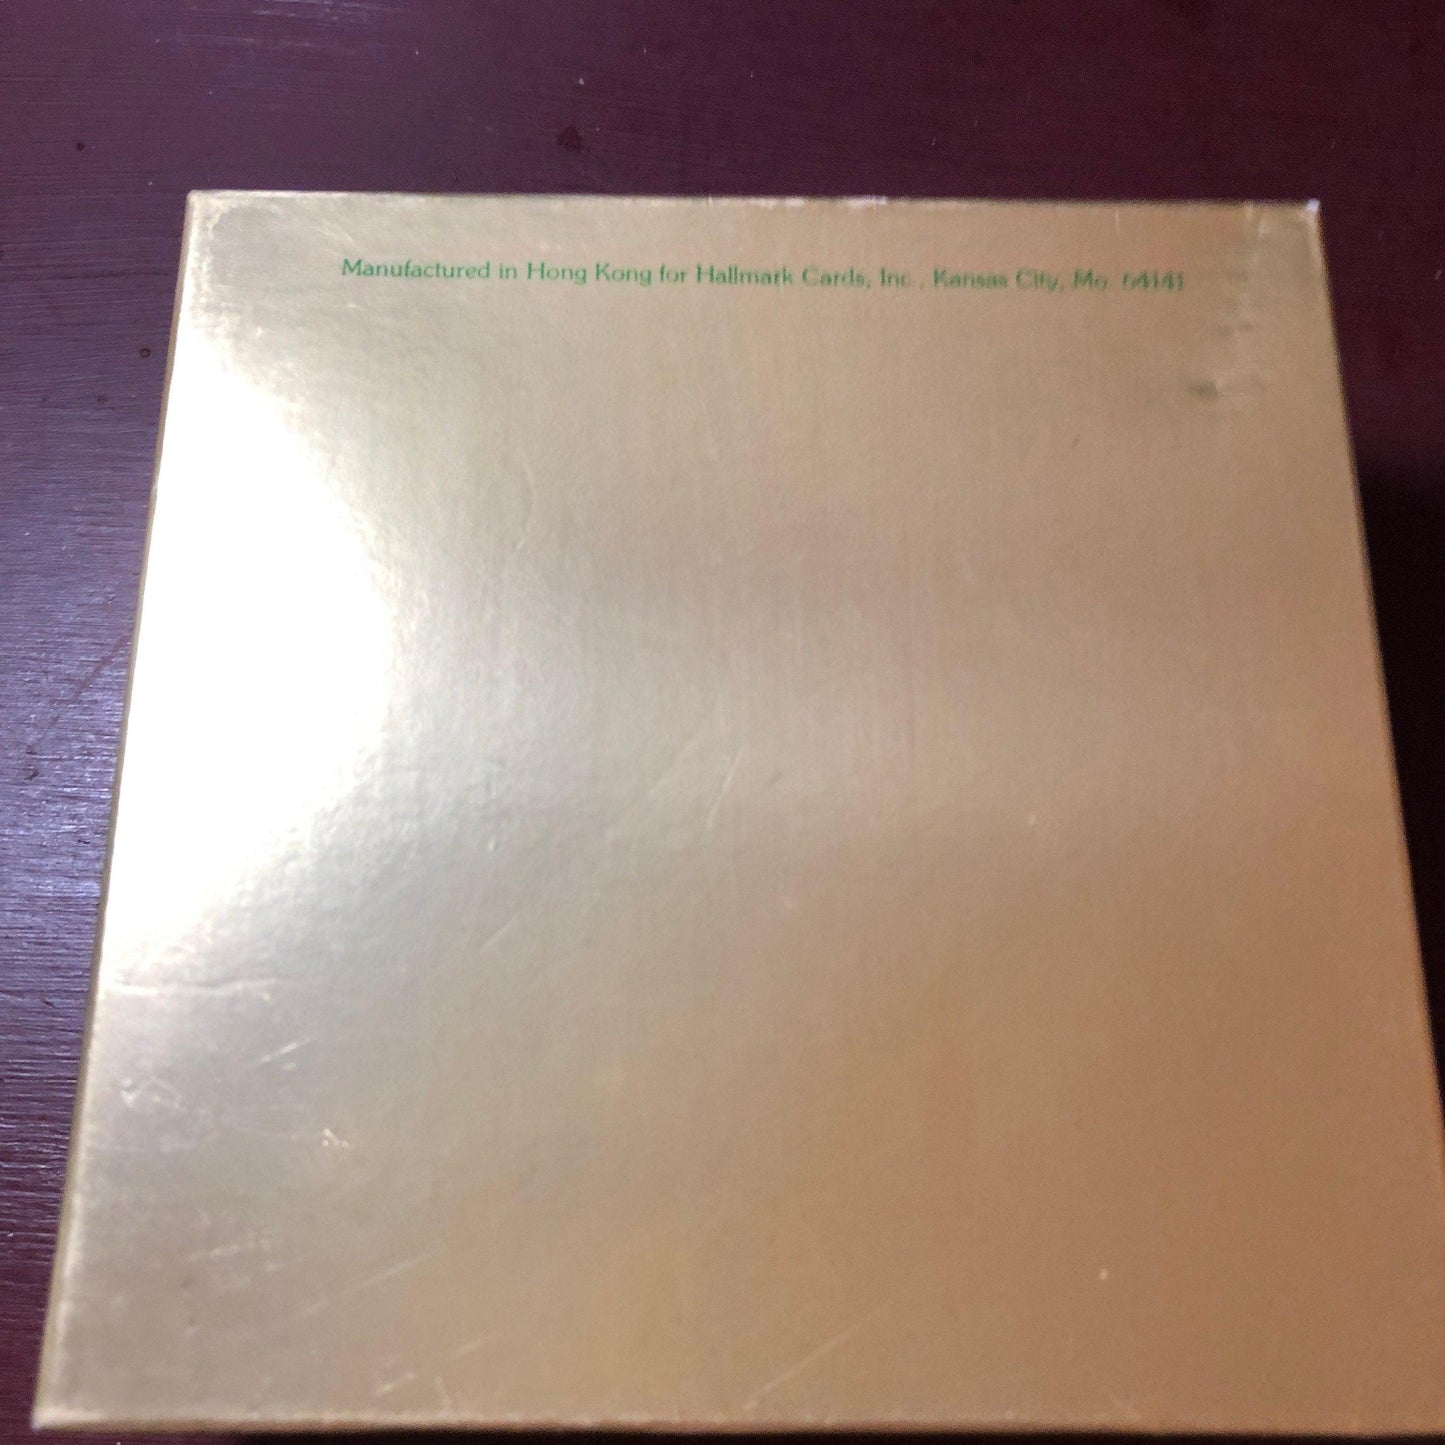 Manufactured in Hong Kong for Hallmark Cards, Inc., Kansas City, Mo. 64141